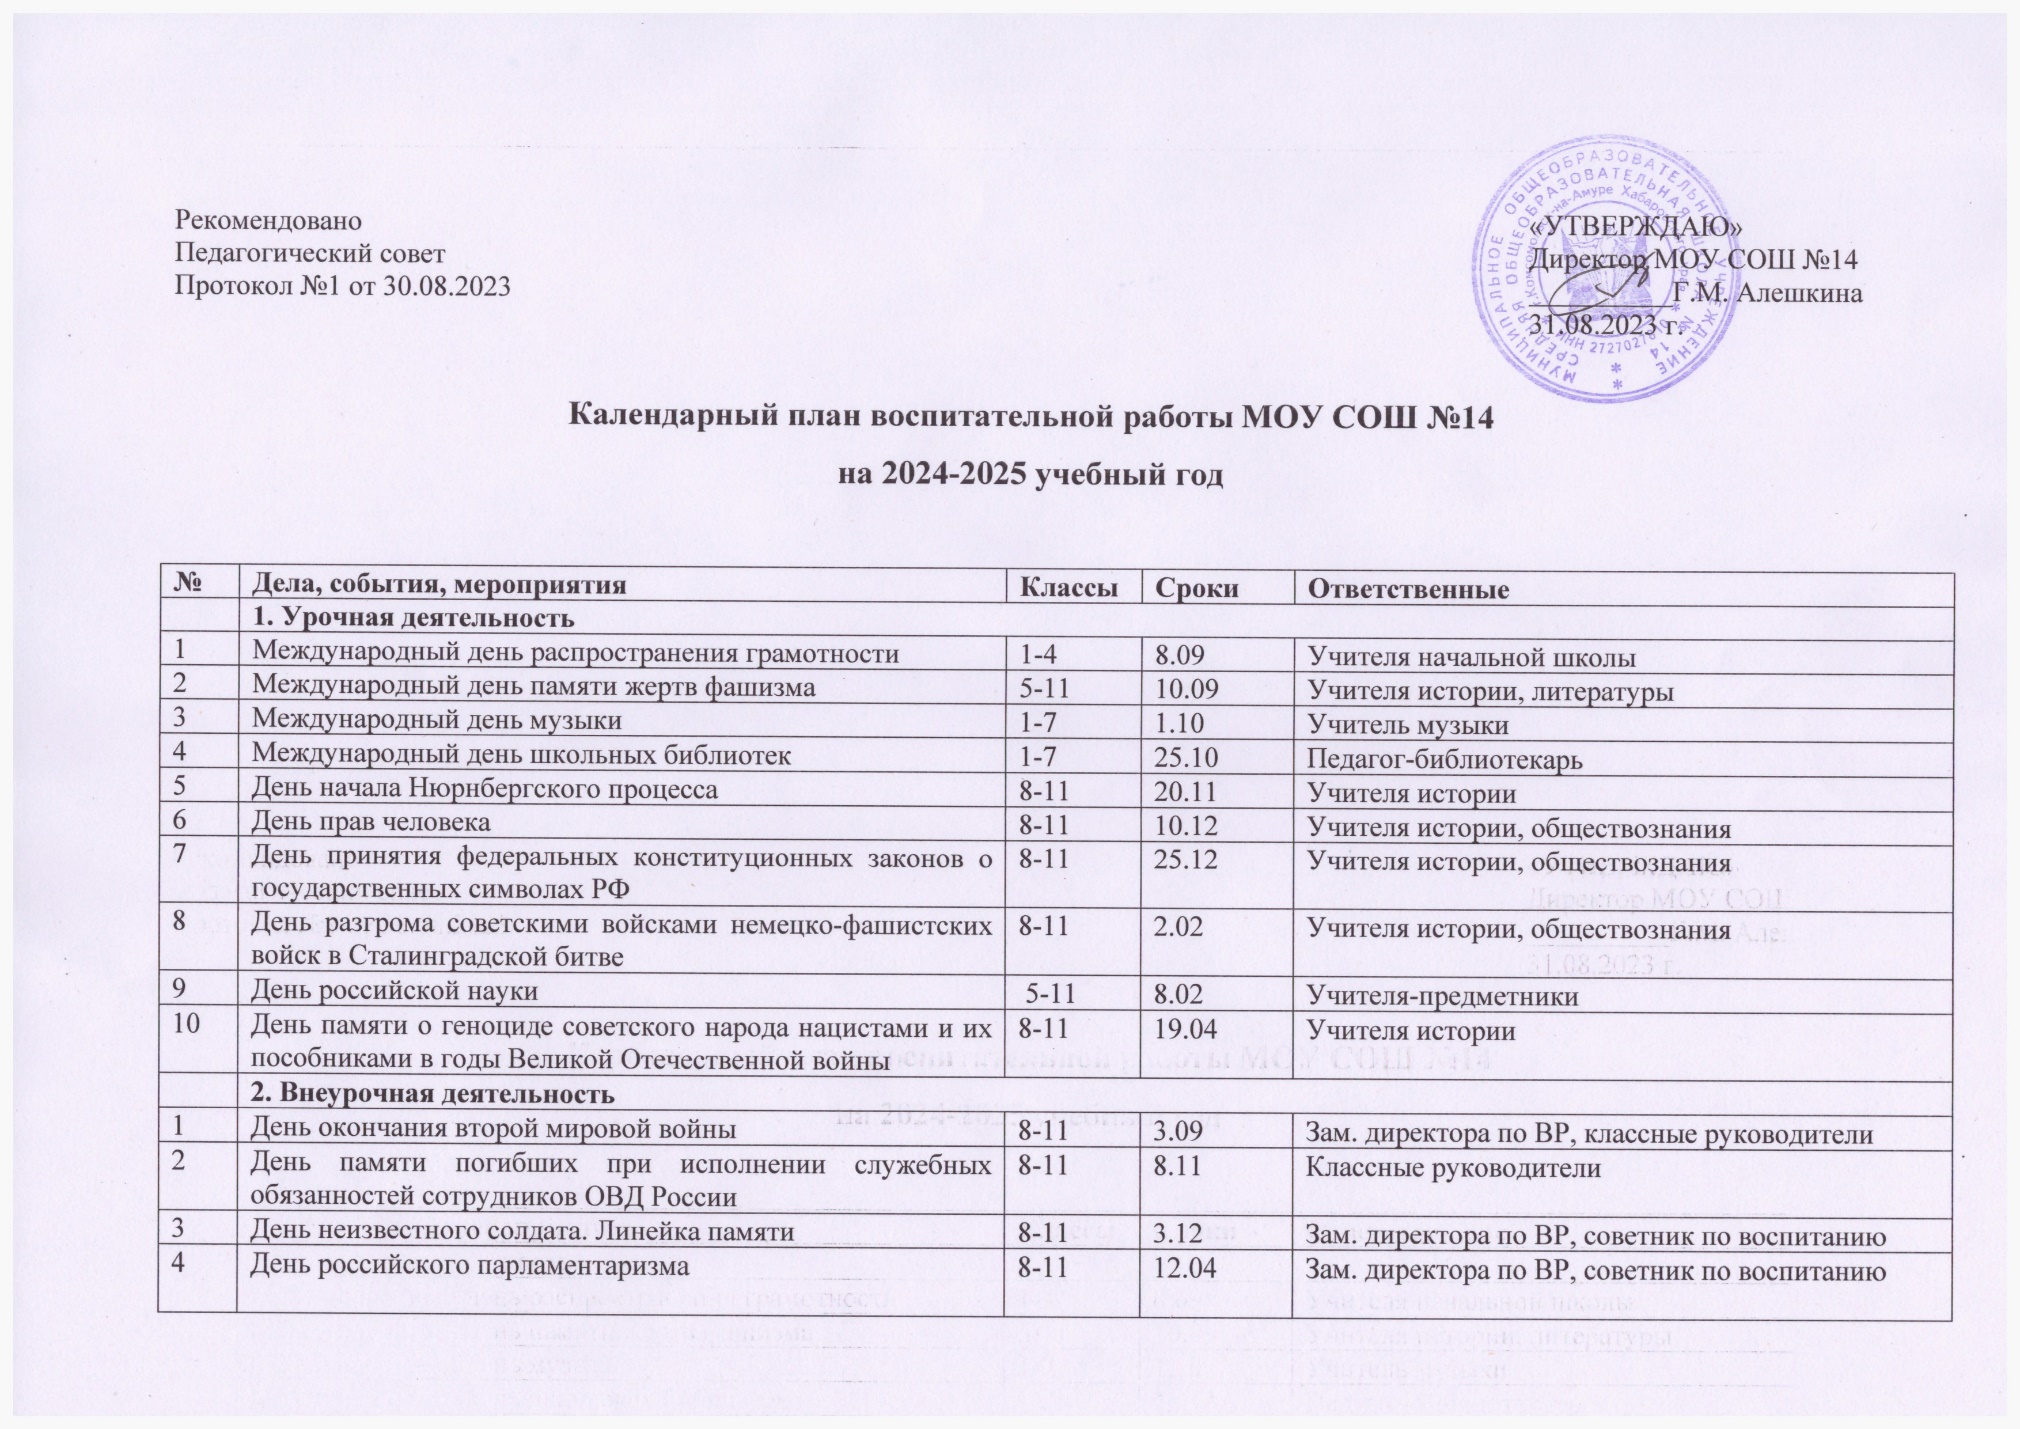 Рекомендовано
Педагогический совет
Протокол №1 от 30.08.2023
«УТВЕРЖДАЮ»
Директор МОУ СОШ №14
__________Г.М. Алешкина
31.08.2023 г.
МУНИЦИПАЛЬНОЕ ОБЩЕОБРАЗОВАТЕЛЬНОЕ УЧРЕЖДЕНИЕ
СРЕДНЯЯ ОБЩЕОБРАЗОВАТЕЛЬНАЯ ШКОЛА № 14
Календарный план воспитательной работы МОУ СОШ №14
на 2024-2025 учебный год
№ Дела, события, мероприятия Классы Сроки Ответственные
1. Урочная деятельность
1 Международный день распространения грамотности 1-4 8.09 Учителя начальной школы
2 Международный день памяти жертв фашизма 5-11 10.09 Учителя истории, литературы
3 Международный день музыки 1-7 1.10 Учитель музыки
4 Международный день школьных библиотек 1-7 25.10 Педагог-библиотекарь
5 День начала Нюрнбергского процесса 8-11 20.11 Учителя истории
6 День прав человека 8-11 10.12 Учителя истории, обществознания
7 День принятия федеральных конституционных законов о 8-11 25.12 Учителя истории, обществознания
государственных символах РФ
8 День разгрома советскими войсками немецко-фашистских 8-11 2.02 Учителя истории, обществознания
войск в Сталинградской битве
9 День российской науки 5-11 8.02 Учителя-предметники
10 День памяти о геноциде советского народа нацистами и их 8-11 19.04 Учителя истории
пособниками в годы Великой Отечественной войны
2. Внеурочная деятельность
1 День окончания второй мировой войны 8-11 3.09 Зам. директора по ВР, классные руководители
2 День памяти погибших при исполнении служебных 8-11 8.11 Классные руководители
обязанностей сотрудников ОВД России
3 День неизвестного солдата. Линейка памяти 8-11 3.12 Зам. директора по ВР, советник по воспитанию
4 День российского парламентаризма 8-11 12.04 Зам. директора по ВР, советник по воспитанию